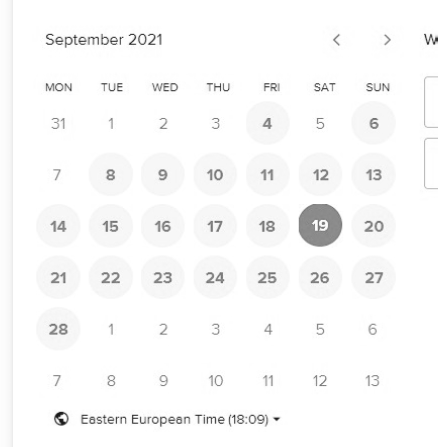 September 2021 < > W
MON TUE WED THU FRI SAT SUN
31 1 2 3 4 5 6
7 8 9 10 11 12 13
14 15 16 17 18 19 20
21 22 23 24 25 26 27
28 1 2 3 4 5 6
7 8 9 10 11 12 13
Eastern European Time (18:09)